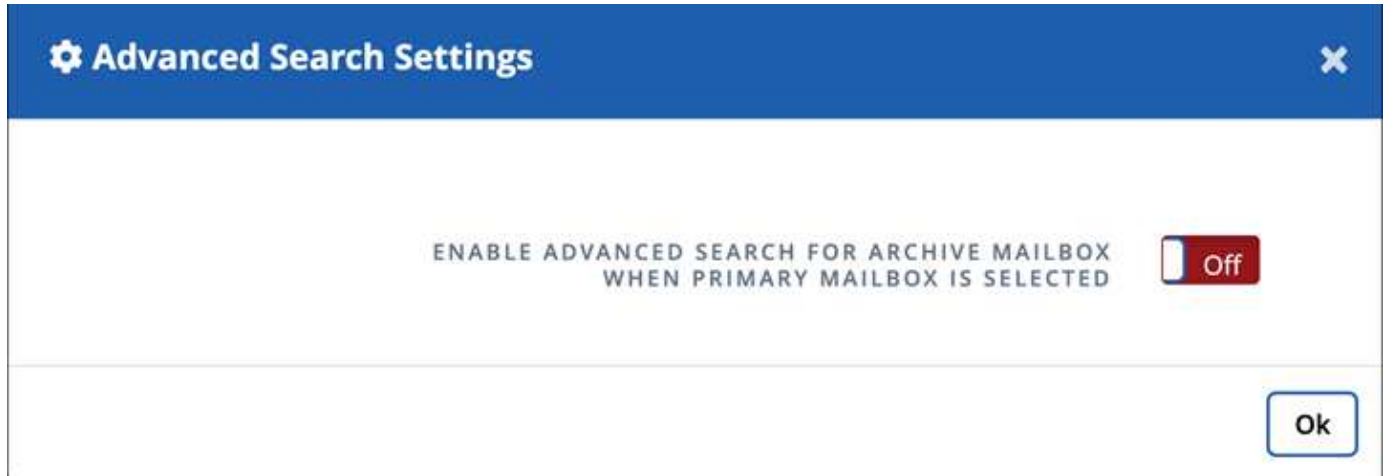 Advanced Search Settings
ENABLE ADVANCED SEARCH FOR ARCHIVE MAILBOX
WHEN PRIMARY MAILBOX IS SELECTED
Off
Ok